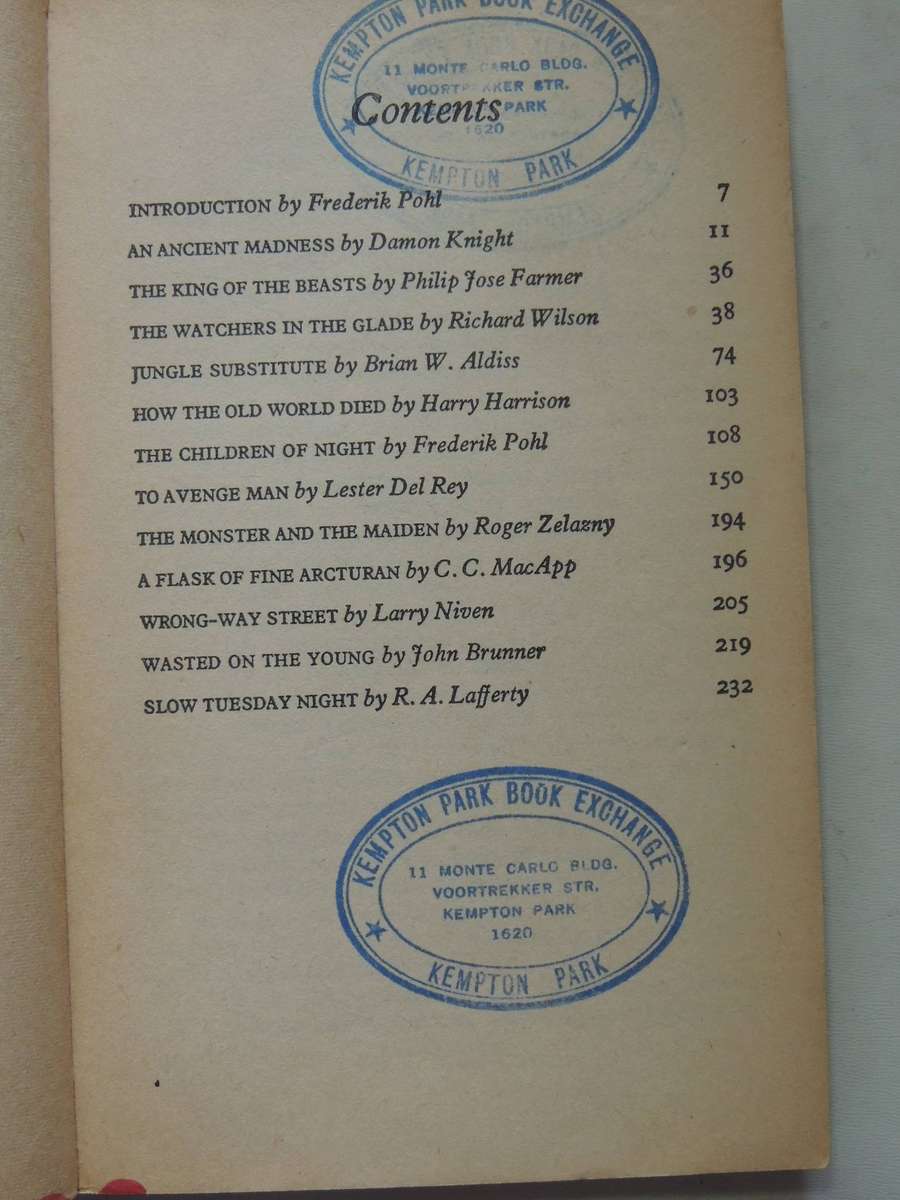 KEMPTON PARK BOOK EXCHANGE
11 MONTE CARLO BLDG.
VOORTREKKER STR.
PARK
1620
KEMPTON PARK
Contents
INTRODUCTION by Frederik Pohl 7
AN ANCIENT MADNESS by Damon Knight 11
THE KING OF THE BEASTS by Philip Jose Farmer 36
THE WATCHERS IN THE GLADE by Richard Wilson 38
JUNGLE SUBSTITUTE by Brian W. Aldiss 74
HOW THE OLD WORLD DIED by Harry Harrison 103
THE CHILDREN OF NIGHT by Frederik Pohl 108
TO AVENGE MAN by Lester Del Rey 150
THE MONSTER AND THE MAIDEN by Roger Zelazny 194
A FLASK OF FINE ARCTURAN by C. C. MacApp 196
WRONG-WAY STREET by Larry Niven 205
WASTED ON THE YOUNG by John Brunner 219
SLOW TUESDAY NIGHT by R. A. Lafferty 232
KEMPTON PARK BOOK EXCHANGE
11 MONTE CARLO BLDG.
VOORTREKKER STR.
KEMPTON PARK
1620
KEMPTON PARK